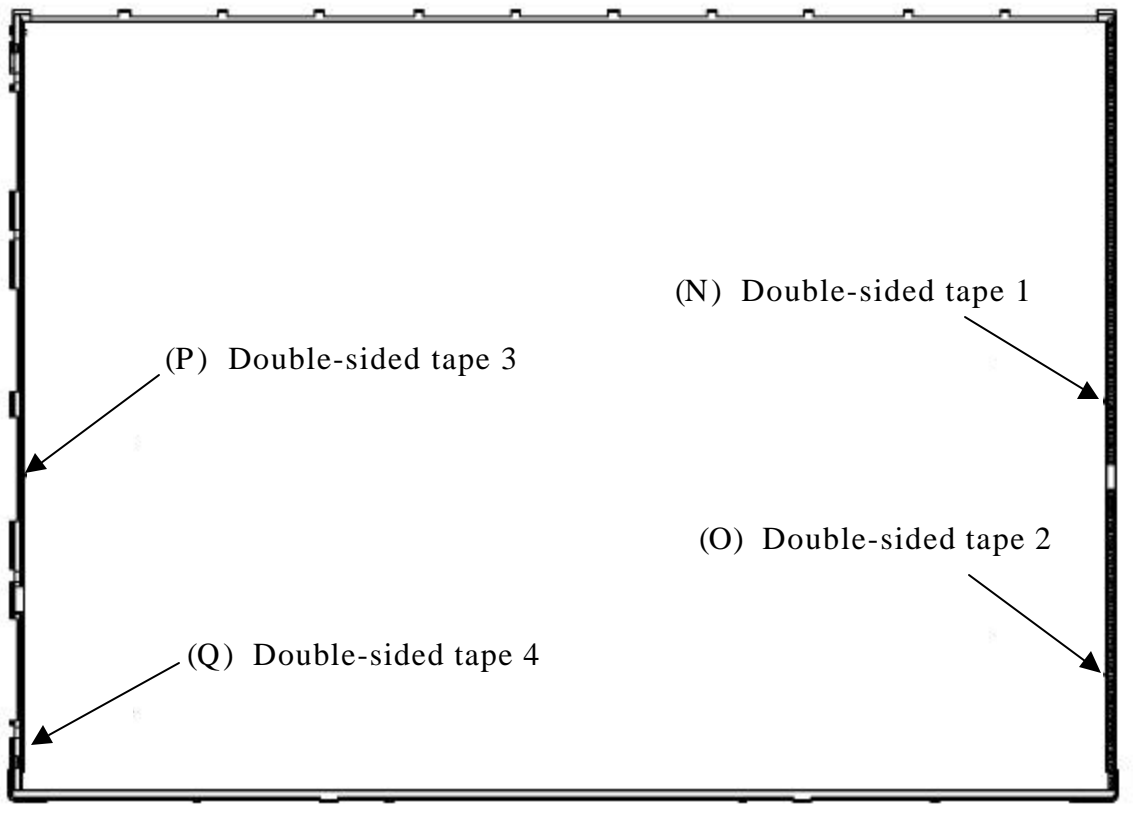 (N) Double-sided tape 1
(P) Double-sided tape 3
(O) Double-sided tape 2
(Q) Double-sided tape 4